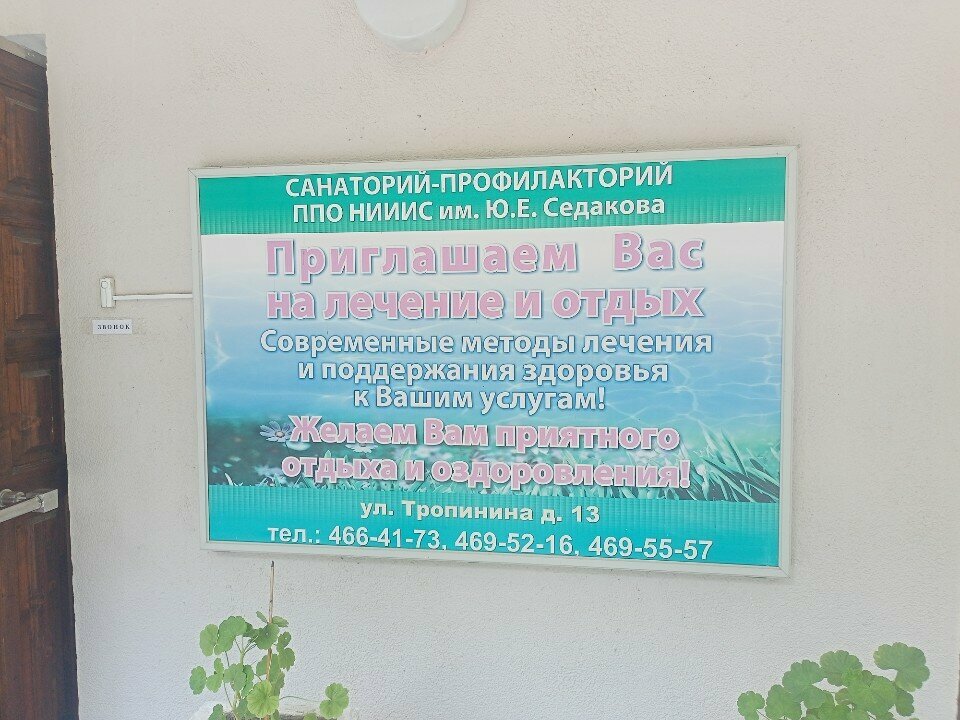 САНАТОРИЙ-ПРОФИЛАКТОРИЙ
ППО НИИИС им. Ю.Е. Седакова
Приглашаем Вас
на лечение и отдых
Современные методы лечения
и поддержания здоровья
к Вашим услугам!
Желаем Вам приятного
отдыха и оздоровления!
ул. Тропинина д. 13
тел.: 466-41-73, 469-52-16, 469-55-57
ЗВОНОК